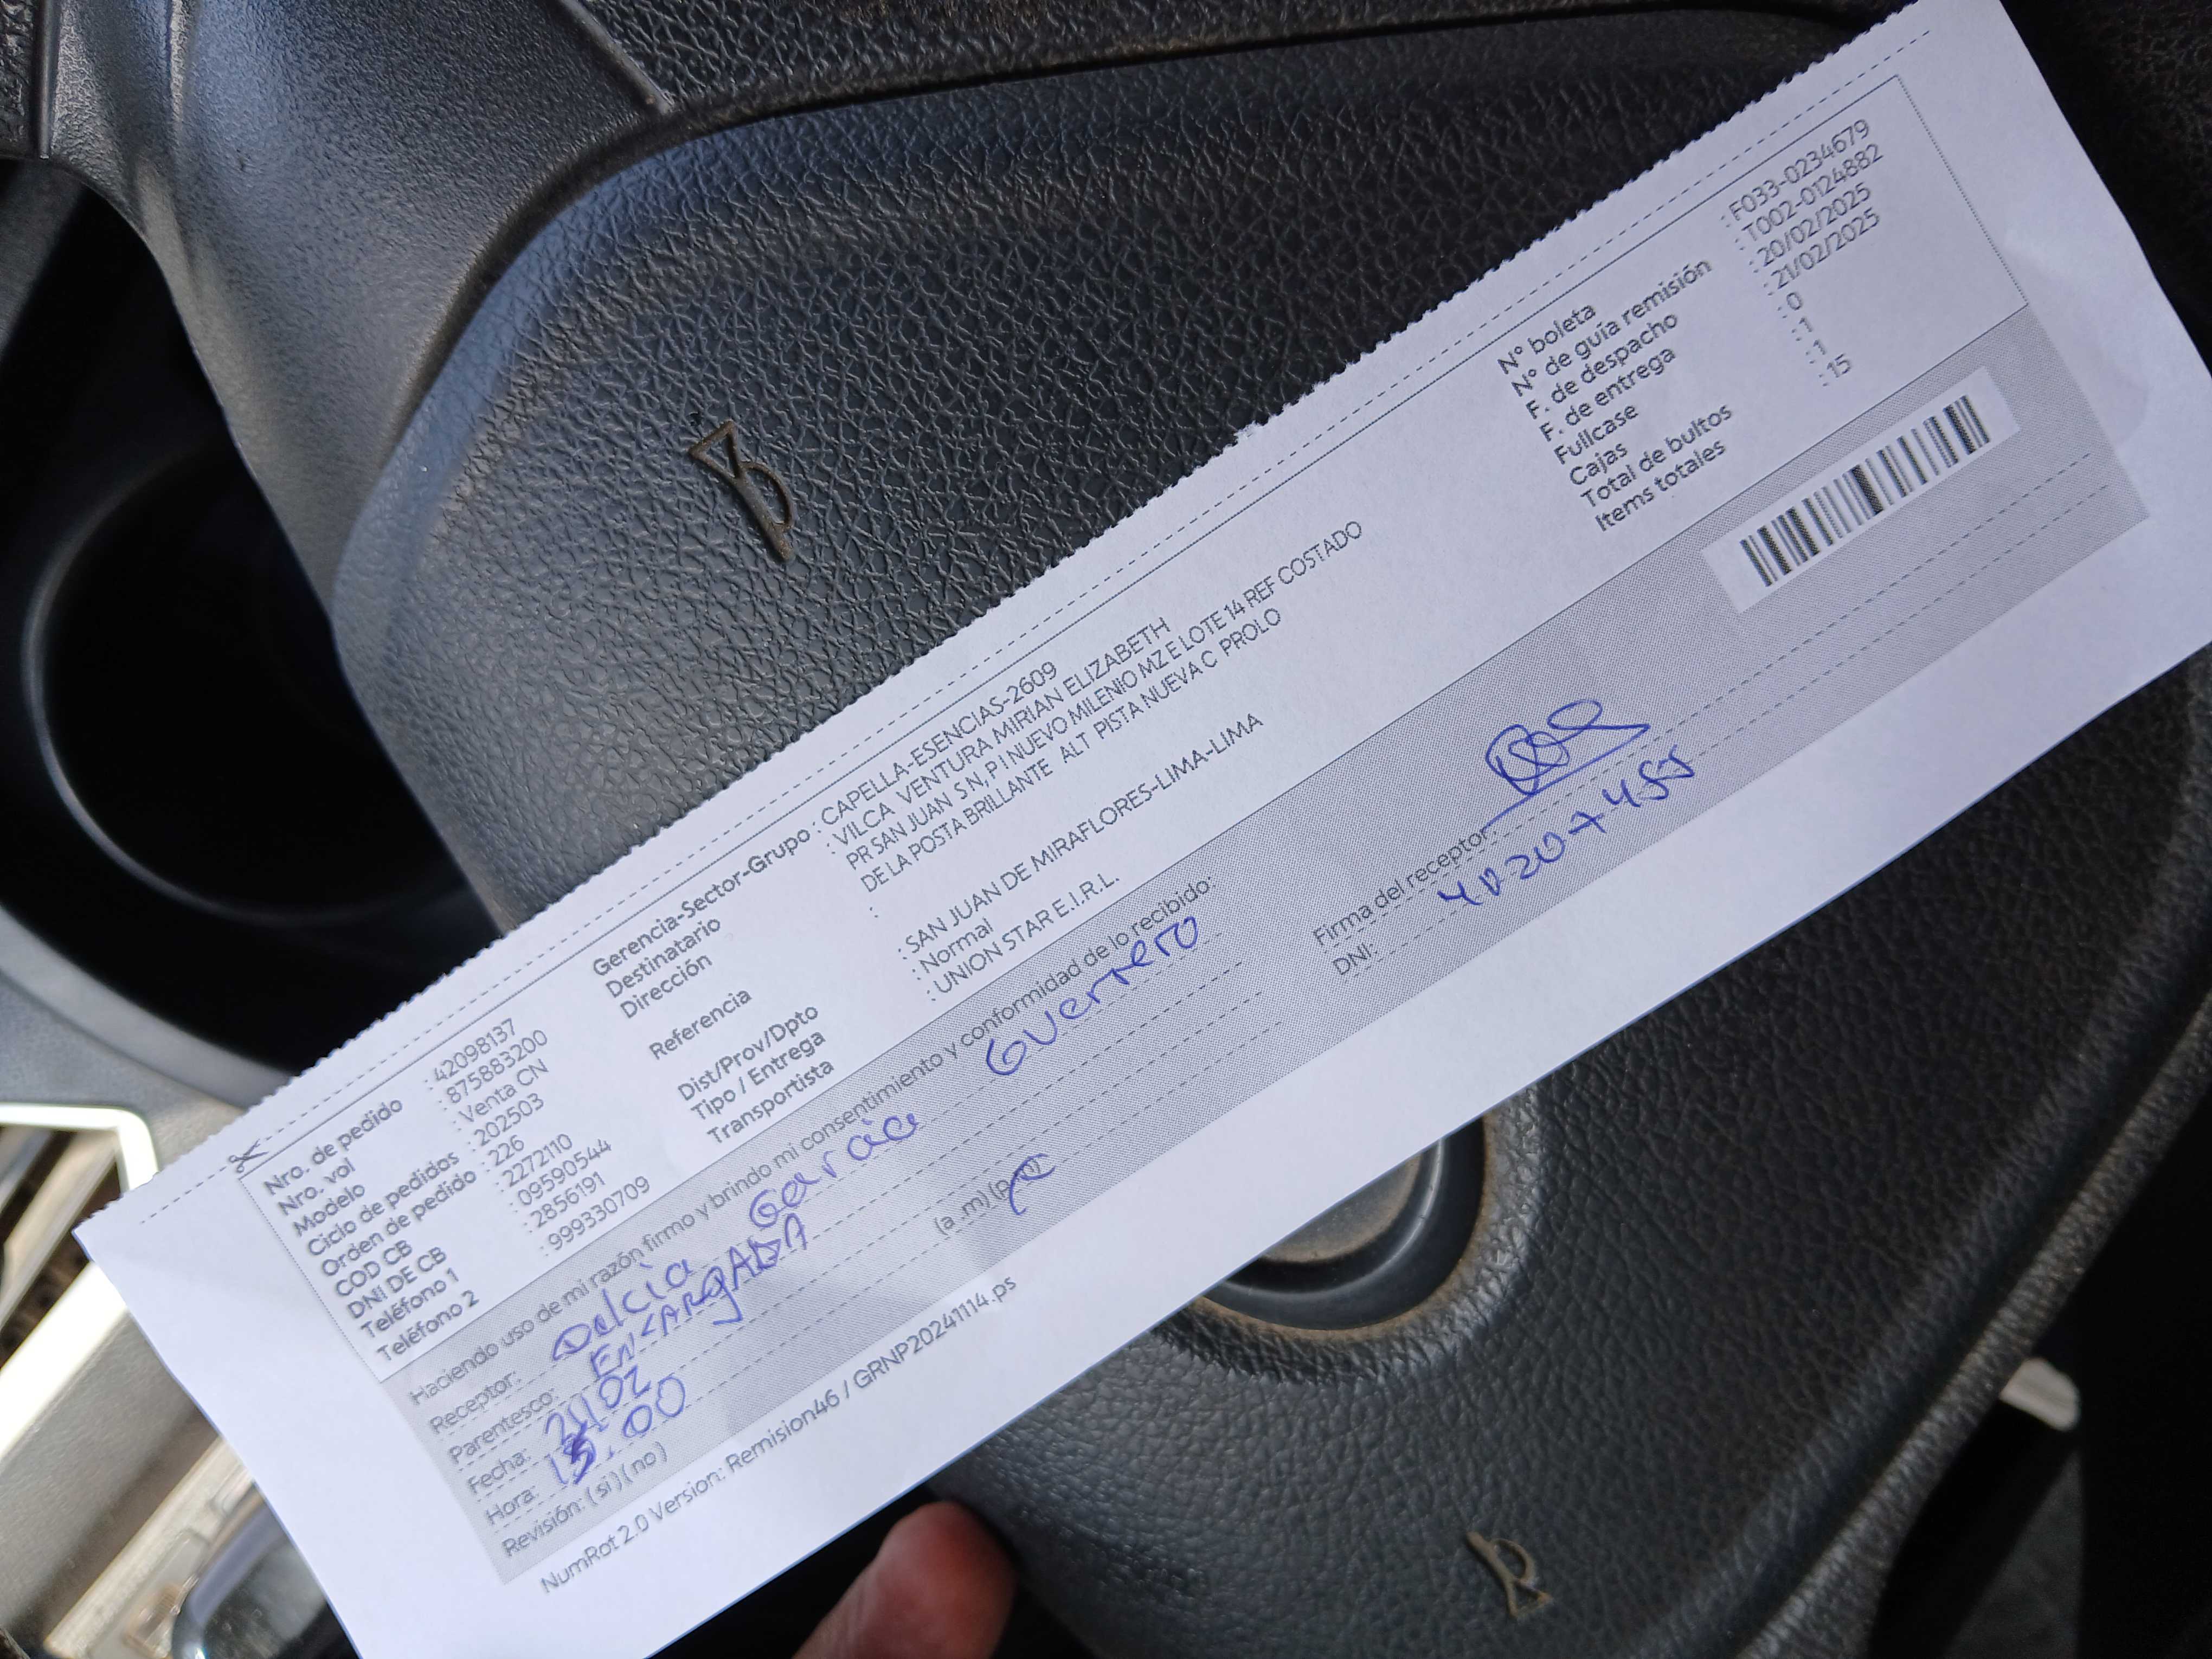 Nro. de pedido : 42098137
Nro. vol : 875883200
Modelo : Venta CN
Ciclo de pedidos : 202503
Orden de pedido : 226
COD CB : 2272110
DNI DE CB : 09590544
Teléfono 1 : 2856191
Teléfono 2 : 999330709
Gerencia-Sector-Grupo : CAPELLA-ESENCIAS-2609
Destinatario : VILCA VENTURA MIRIAN ELIZABETH
Dirección PR SAN JUAN S N, P I NUEVO MILENIO MZ E LOTE 14 REF COSTADO
DE LA POSTA BRILLANTE ALT PISTA NUEVA C PROLO
Referencia :
Dist/Prov/Dpto : SAN JUAN DE MIRAFLORES-LIMA-LIMA
Tipo / Entrega : Normal
Transportista : UNION STAR E.I.R.L.
N° boleta : F033-0234679
N° de guía remisión : T002-0124882
F. de despacho : 20/02/2025
F. de entrega : 21/02/2025
Fullcase : 0
Cajas : 1
Total de bultos : 1
Items totales : 15
Haciendo uso de mi razón firmo y brindo mi consentimiento y conformidad de lo recibido:
Receptor: Delcia Garcia Guerrero
Parentesco: ENCARgADA
Fecha: 21/02
Hora: :00 (a .m) (p.m)
Revisión: ( si ) ( no )
Firma del receptor:
DNI:
NumRot 2.0 Version: Remision46 / GRNP20241114.ps